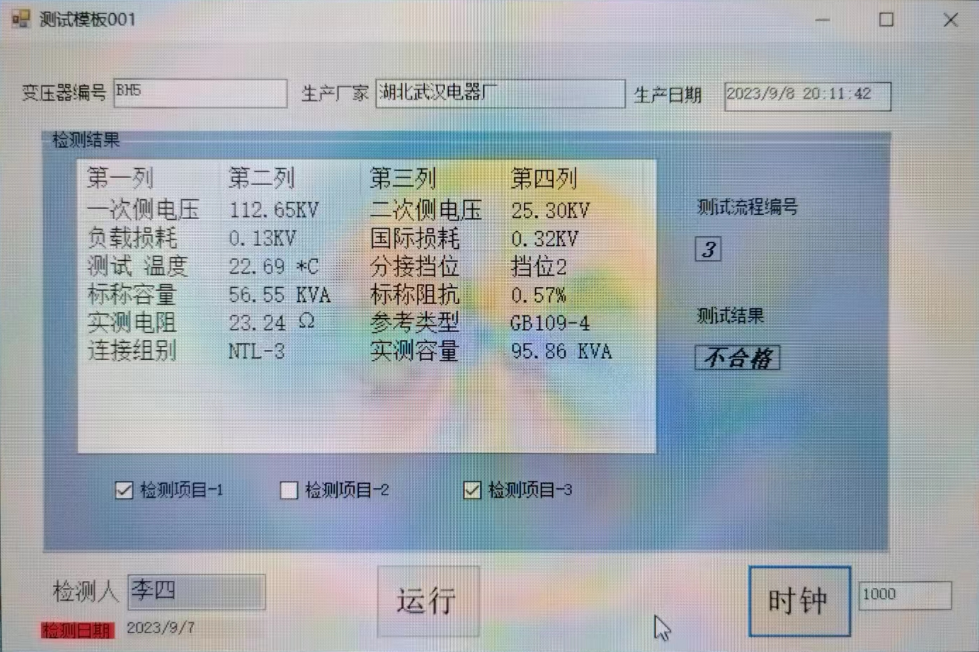 测试模板001
变压器编号 BH5 生产厂家 湖北武汉电器厂 生产日期 2023/9/8 20:11:42
检测结果
第一列 第二列 第三列 第四列
一次侧电压 112.65KV 二次侧电压 25.30KV
负载损耗 0.13KV 国际损耗 0.32KV
测试 温度 22.69 *C 分接挡位 挡位2
标称容量 56.55 KVA 标称阻抗 0.57%
实测电阻 23.24 Ω 参考类型 GB109-4
连接组别 NTL-3 实测容量 95.86 KVA
测试流程编号
3
测试结果
不合格
检测项目-1 检测项目-2 检测项目-3
检测人 李四 运行 时钟 1000
检测日期 2023/9/7